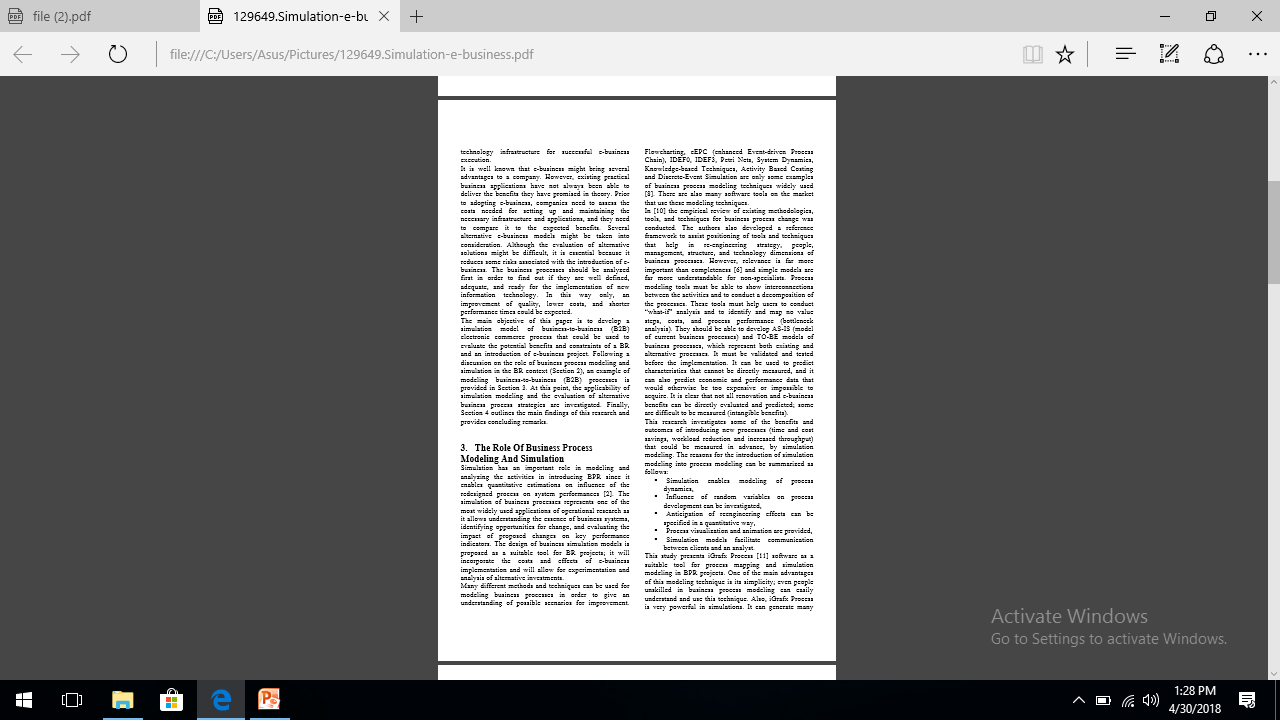 file (2).pdf
129649.Simulation-e-bu
file:///C:/Users/Asus/Pictures/129649.Simulation-e-business.pdf
technology infrastructure for successful e-business
execution.
It is well known that e-business might bring several
advantages to a company. However, existing practical
business applications have not always been able to
deliver the benefits they have promised in theory. Prior
to adopting e-business, companies need to assess the
costs needed for setting up and maintaining the
necessary infrastructure and applications, and they need
to compare it to the expected benefits. Several
alternative e-business models might be taken into
consideration. Although the evaluation of alternative
solutions might be difficult, it is essential because it
reduces some risks associated with the introduction of e-
business. The business processes should be analyzed
first in order to find out if they are well defined,
adequate, and ready for the implementation of new
information technology. In this way only, an
improvement of quality, lower costs, and shorter
performance times could be expected.
The main objective of this paper is to develop a
simulation model of business-to-business (B2B)
electronic commerce process that could be used to
evaluate the potential benefits and constraints of a BR
and an introduction of e-business project. Following a
discussion on the role of business process modeling and
simulation in the BR context (Section 2), an example of
modeling business-to-business (B2B) processes is
provided in Section 3. At this point, the applicability of
simulation modeling and the evaluation of alternative
business process strategies are investigated. Finally,
Section 4 outlines the main findings of this research and
provides concluding remarks.
3. The Role Of Business Process
Modeling And Simulation
Simulation has an important role in modeling and
analyzing the activities in introducing BPR since it
enables quantitative estimations on influence of the
redesigned process on system performances [2]. The
simulation of business processes represents one of the
most widely used applications of operational research as
it allows understanding the essence of business systems,
identifying opportunities for change, and evaluating the
impact of proposed changes on key performance
indicators. The design of business simulation models is
proposed as a suitable tool for BR projects; it will
incorporate the costs and effects of e-business
implementation and will allow for experimentation and
analysis of alternative investments.
Many different methods and techniques can be used for
modeling business processes in order to give an
understanding of possible scenarios for improvement.
Flowcharting, eEPC (enhanced Event-driven Process
Chain), IDEF0, IDEF3, Petri Nets, System Dynamics,
Knowledge-based Techniques, Activity Based Costing
and Discrete-Event Simulation are only some examples
of business process modeling techniques widely used
[8]. There are also many software tools on the market
that use these modeling techniques.
In [10] the empirical review of existing methodologies,
tools, and techniques for business process change was
conducted. The authors also developed a reference
framework to assist positioning of tools and techniques
that help in re-engineering strategy, people,
management, structure, and technology dimensions of
business processes. However, relevance is far more
important than completeness [6] and simple models are
far more understandable for non-specialists. Process
modeling tools must be able to show interconnections
between the activities and to conduct a decomposition of
the processes. These tools must help users to conduct
"what-if" analysis and to identify and map no value
steps, costs, and process performance (bottleneck
analysis). They should be able to develop AS-IS (model
of current business processes) and TO-BE models of
business processes, which represent both existing and
alternative processes. It must be validated and tested
before the implementation. It can be used to predict
characteristics that cannot be directly measured, and it
can also predict economic and performance data that
would otherwise be too expensive or impossible to
acquire. It is clear that not all renovation and e-business
benefits can be directly evaluated and predicted; some
are difficult to be measured (intangible benefits).
This research investigates some of the benefits and
outcomes of introducing new processes (time and cost
savings, workload reduction and increased throughput)
that could be measured in advance, by simulation
modeling. The reasons for the introduction of simulation
modeling into process modeling can be summarized as
follows:
• Simulation enables modeling of process
dynamics,
• Influence of random variables on process
development can be investigated,
• Anticipation of reengineering effects can be
specified in a quantitative way,
• Process visualization and animation are provided,
• Simulation models facilitate communication
between clients and an analyst.
This study presents iGrafx Process [11] software as a
suitable tool for process mapping and simulation
modeling in BPR projects. One of the main advantages
of this modeling technique is its simplicity; even people
unskilled in business process modeling can easily
understand and use this technique. Also, iGrafx Process
is very powerful in simulations. It can generate many
Activate Windows
Go to Settings to activate Windows.
1:28 PM
4/30/2018